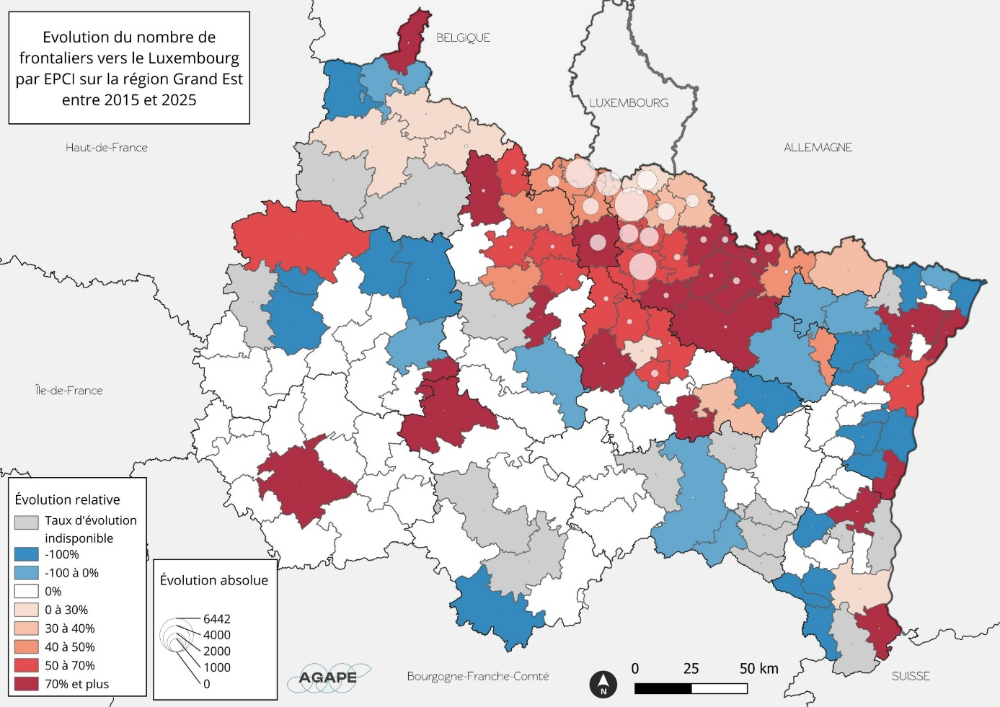 Evolution du nombre de
frontaliers vers le Luxembourg
par EPCI sur la région Grand Est
entre 2015 et 2025
BELGIQUE
LUXEMBOURG
ALLEMAGNE
Haut-de-France
Île-de-France
Évolution relative
Taux d'évolution
indisponible
-100%
-100 à 0%
0%
0 à 30%
30 à 40%
40 à 50%
50 à 70%
70% et plus
Évolution absolue
6442
4000
2000
1000
0
AGAPE
Bourgogne-Franche-Comté
N
0 25 50 km
SUISSE